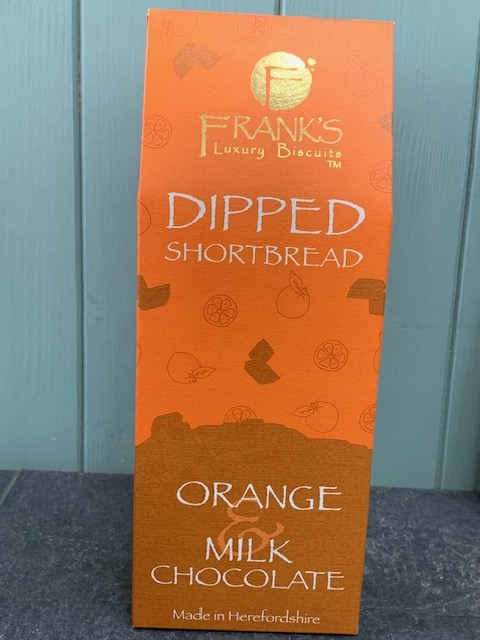 F
FRANK'S
Luxury Biscuits
TM
DIPPED
SHORTBREAD
ORANGE
&
MILK
CHOCOLATE
Made in Herefordshire